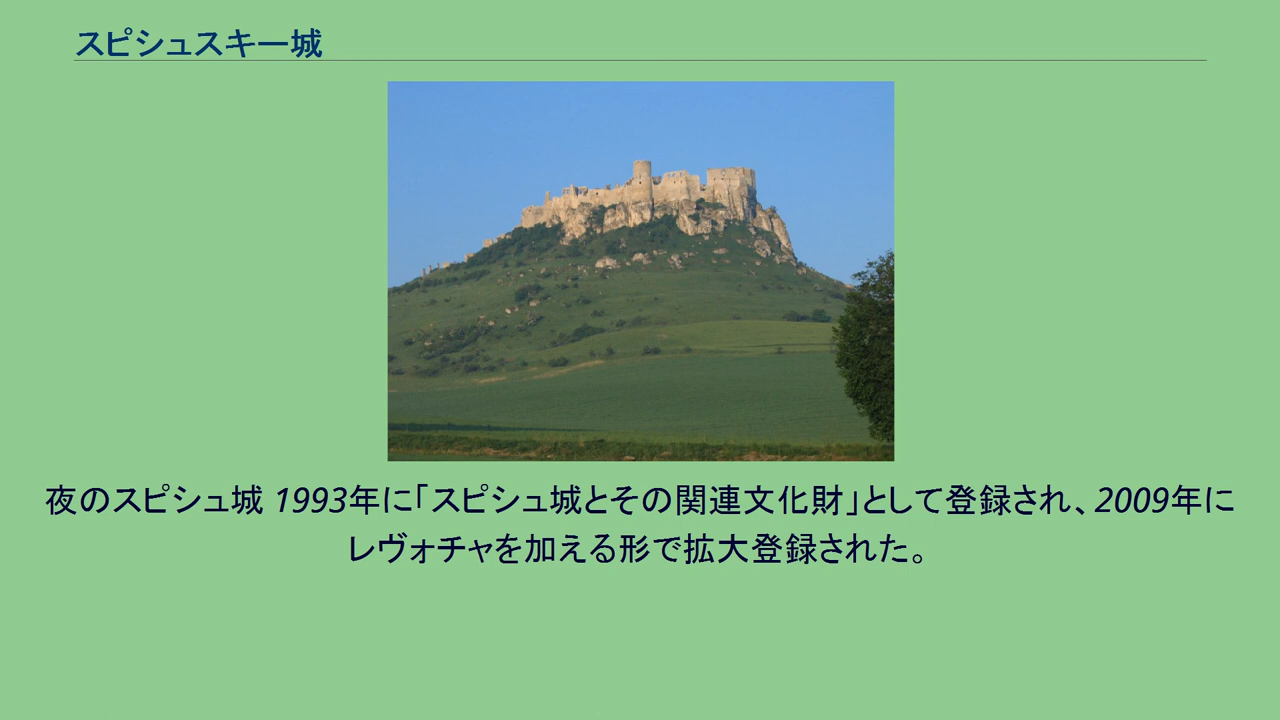 スピシュスキー城
夜のスピシュ城 1993年に「スピシュ城とその関連文化財」として登録され、2009年に
レヴォチャを加える形で拡大登録された。